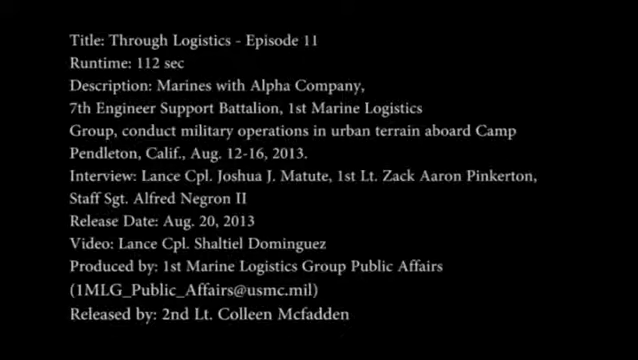 Title: Through Logistics - Episode 11
Runtime: 112 sec
Description: Marines with Alpha Company,
7th Engineer Support Battalion, 1st Marine Logistics
Group, conduct military operations in urban terrain aboard Camp
Pendleton, Calif., Aug. 12-16, 2013.
Interview: Lance Cpl. Joshua J. Matute, 1st Lt. Zack Aaron Pinkerton,
Staff Sgt. Alfred Negron II
Release Date: Aug. 20, 2013
Video: Lance Cpl. Shaltiel Dominguez
Produced by: 1st Marine Logistics Group Public Affairs
(1MLG_Public_Affairs@usmc.mil)
Released by: 2nd Lt. Colleen Mcfadden